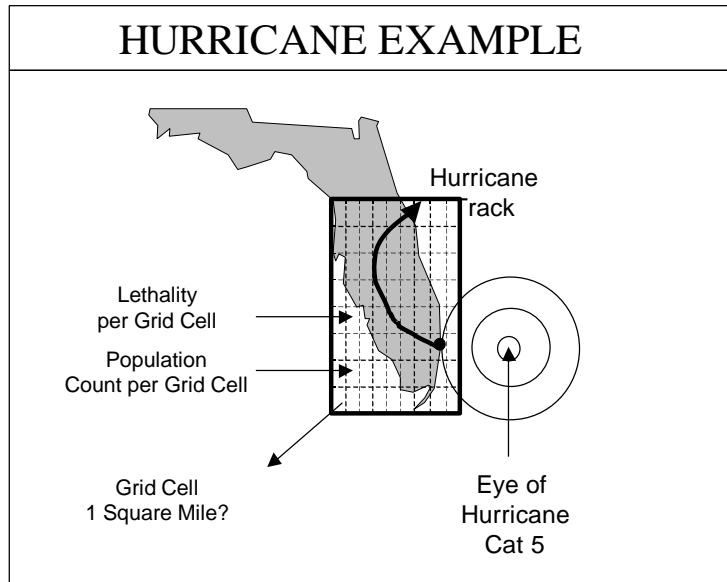 HURRICANE EXAMPLE
Hurricane
rack
Lethality
per Grid Cell
Population
Count per Grid Cell
Grid Cell
1 Square Mile?
Eye of
Hurricane
Cat 5